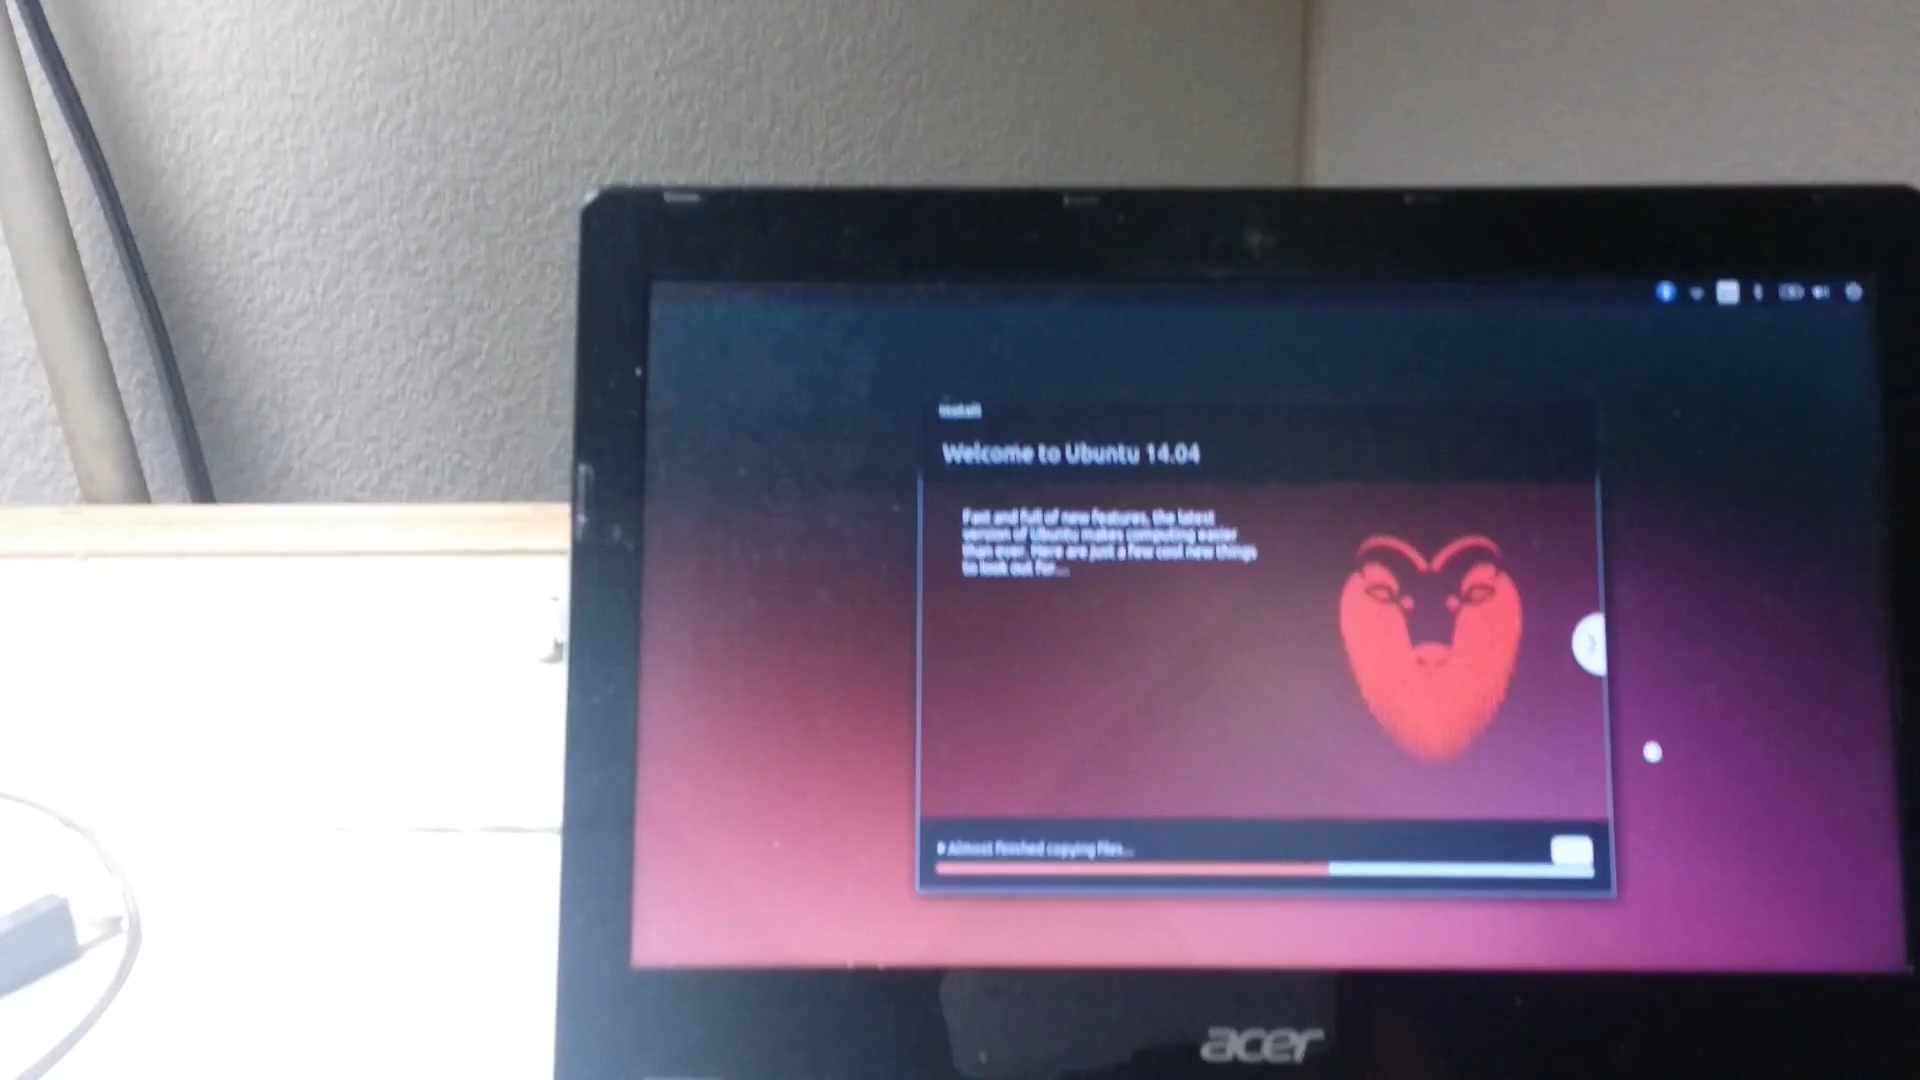 Install
Welcome to Ubuntu 14.04
Fast and full of new features, the latest
version of Ubuntu makes computing easier
than ever. Here are just a few cool new things
to look out for...
Almost finished copying files...
acer